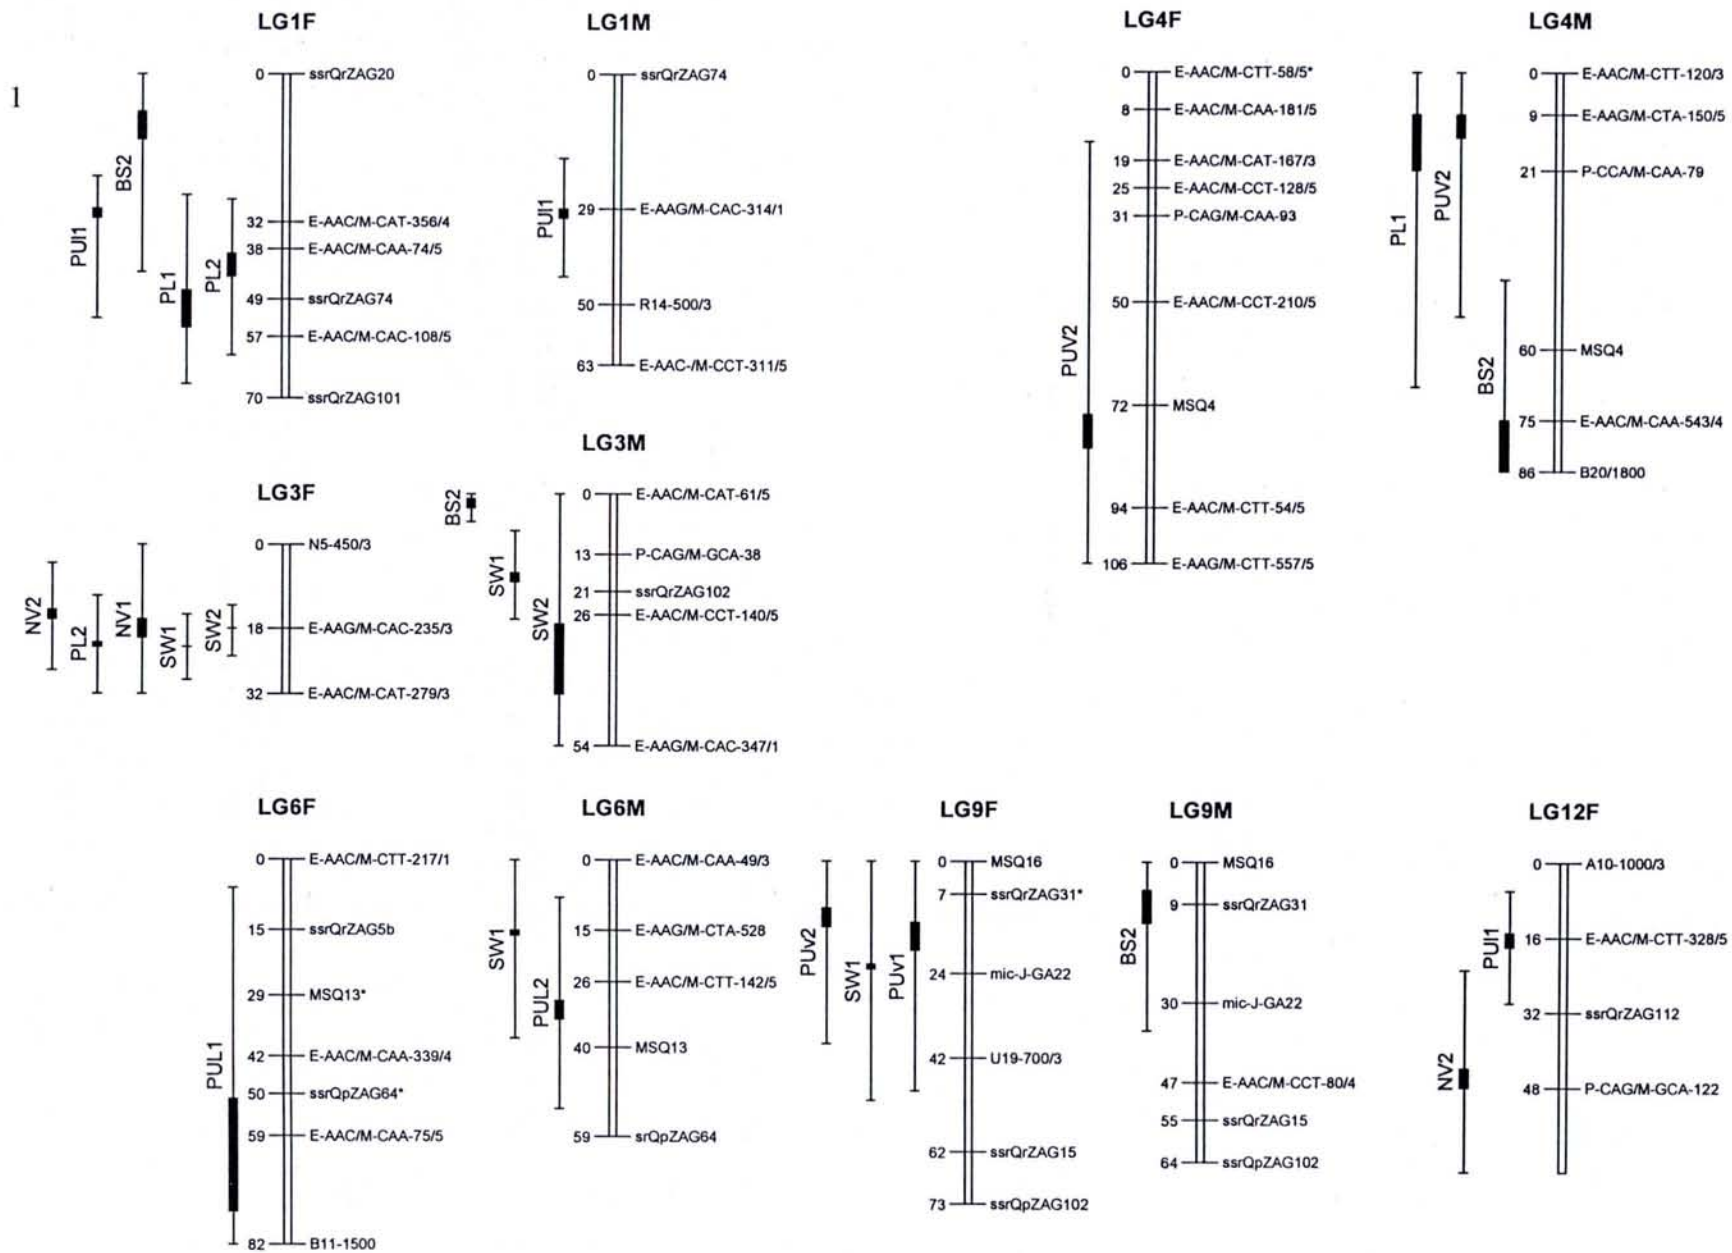 1
LG1F
BS2
PUI1
PL1
PL2
0 ssrQrZAG20
32 E-AAC/M-CAT-356/4
38 E-AAC/M-CAA-74/5
49 ssrQrZAG74
57 E-AAC/M-CAC-108/5
70 ssrQrZAG101
LG1M
PUI1
0 ssrQrZAG74
29 E-AAG/M-CAC-314/1
50 R14-500/3
63 E-AAC-/M-CCT-311/5
LG4F
PUV2
0 E-AAC/M-CTT-58/5*
8 E-AAC/M-CAA-181/5
19 E-AAC/M-CAT-167/3
25 E-AAC/M-CCT-128/5
31 P-CAG/M-CAA-93
50 E-AAC/M-CCT-210/5
72 MSQ4
94 E-AAC/M-CTT-54/5
106 E-AAG/M-CTT-557/5
LG4M
PL1
PUV2
BS2
0 E-AAC/M-CTT-120/3
9 E-AAG/M-CTA-150/5
21 P-CCA/M-CAA-79
60 MSQ4
75 E-AAC/M-CAA-543/4
86 B20/1800
LG3F
NV2
PL2
NV1
SW1
SW2
0 N5-450/3
18 E-AAG/M-CAC-235/3
32 E-AAC/M-CAT-279/3
LG3M
BS2
SW1
SW2
0 E-AAC/M-CAT-61/5
13 P-CAG/M-GCA-38
21 ssrQrZAG102
26 E-AAC/M-CCT-140/5
54 E-AAG/M-CAC-347/1
LG6F
PUL1
0 E-AAC/M-CTT-217/1
15 ssrQrZAG5b
29 MSQ13*
42 E-AAC/M-CAA-339/4
50 ssrQpZAG64*
59 E-AAC/M-CAA-75/5
82 B11-1500
LG6M
SW1
PUL2
0 E-AAC/M-CAA-49/3
15 E-AAG/M-CTA-528
26 E-AAC/M-CTT-142/5
40 MSQ13
59 srQpZAG64
LG9F
PUv2
SW1
PUv1
0 MSQ16
7 ssrQrZAG31*
24 mic-J-GA22
42 U19-700/3
62 ssrQrZAG15
73 ssrQpZAG102
LG9M
BS2
0 MSQ16
9 ssrQrZAG31
30 mic-J-GA22
47 E-AAC/M-CCT-80/4
55 ssrQrZAG15
64 ssrQpZAG102
LG12F
PUI1
NV2
0 A10-1000/3
16 E-AAC/M-CTT-328/5
32 ssrQrZAG112
48 P-CAG/M-GCA-122